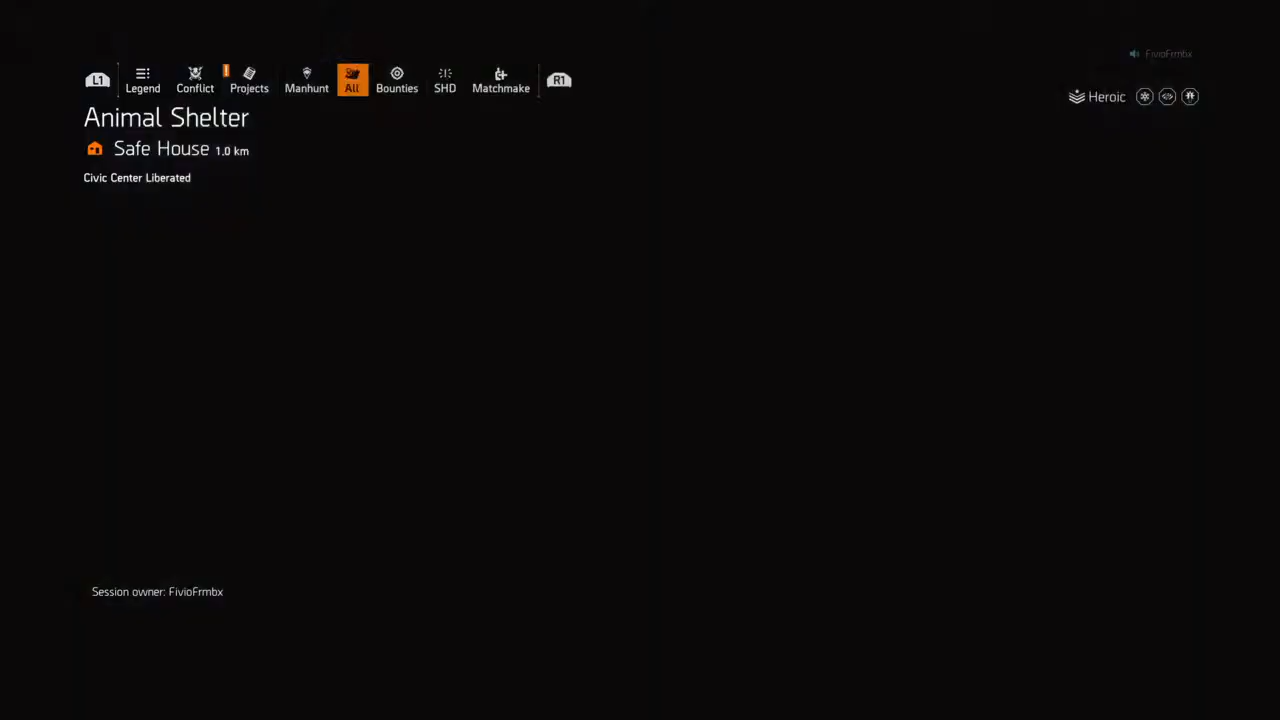 FivioFrmbx
L1 Legend Conflict Projects Manhunt All Bounties SHD Matchmake R1
Heroic
Animal Shelter
Safe House 1.0 km
Civic Center Liberated
Session owner: FivioFrmbx